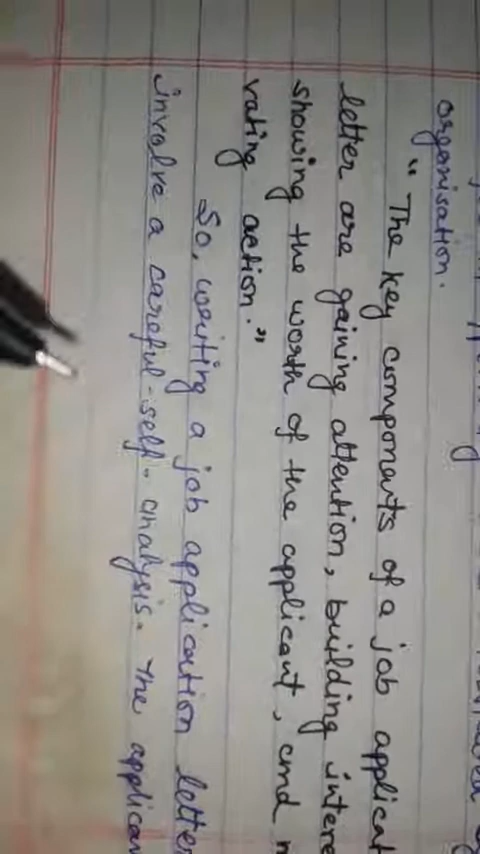 organisation.
"The key components of a job applicat
letter are gaining attention, building intere
showing the worth of the applicant, and m
vating action."
So, writing a job application letter
involve a careful-self-analysis. The applican